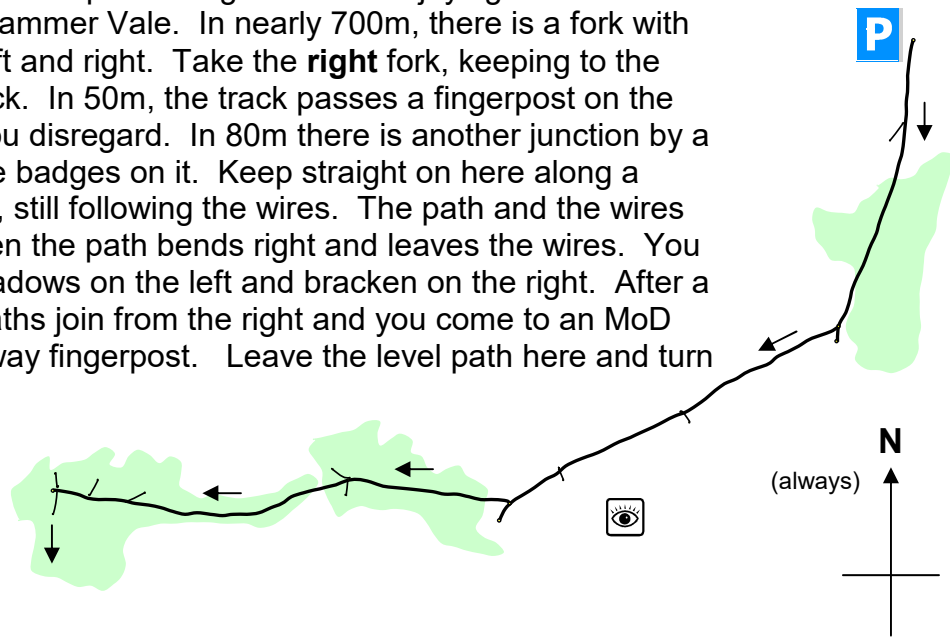 ammer Vale. In nearly 700m, there is a fork with
ft and right. Take the right fork, keeping to the
ck. In 50m, the track passes a fingerpost on the
ou disregard. In 80m there is another junction by a
e badges on it. Keep straight on here along a
, still following the wires. The path and the wires
en the path bends right and leaves the wires. You
adows on the left and bracken on the right. After a
aths join from the right and you come to an MoD
way fingerpost. Leave the level path here and turn
P
N
(always)